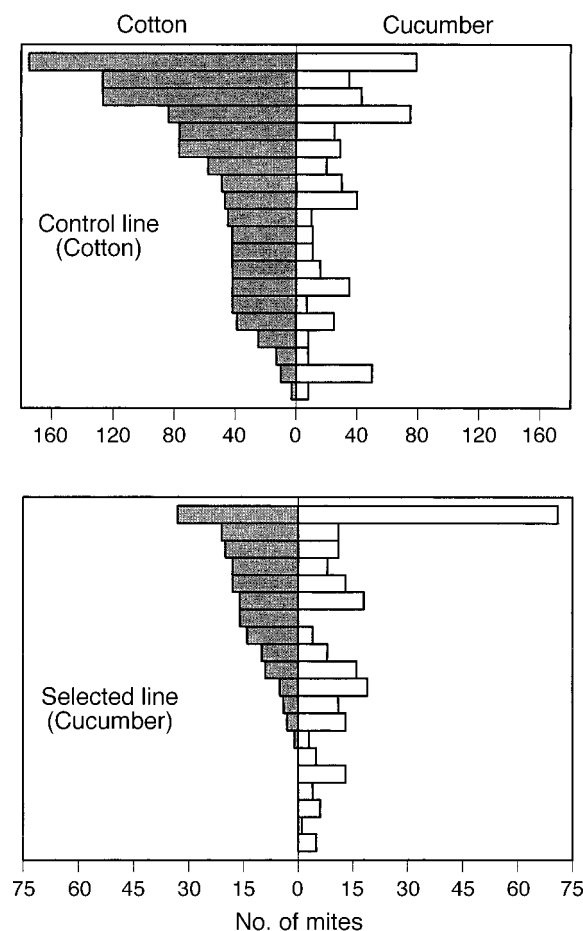 Cotton Cucumber
Control line
(Cotton)
160 120 80 40 0 40 80 120 160
Selected line
(Cucumber)
75 60 45 30 15 0 15 30 45 60 75
No. of mites